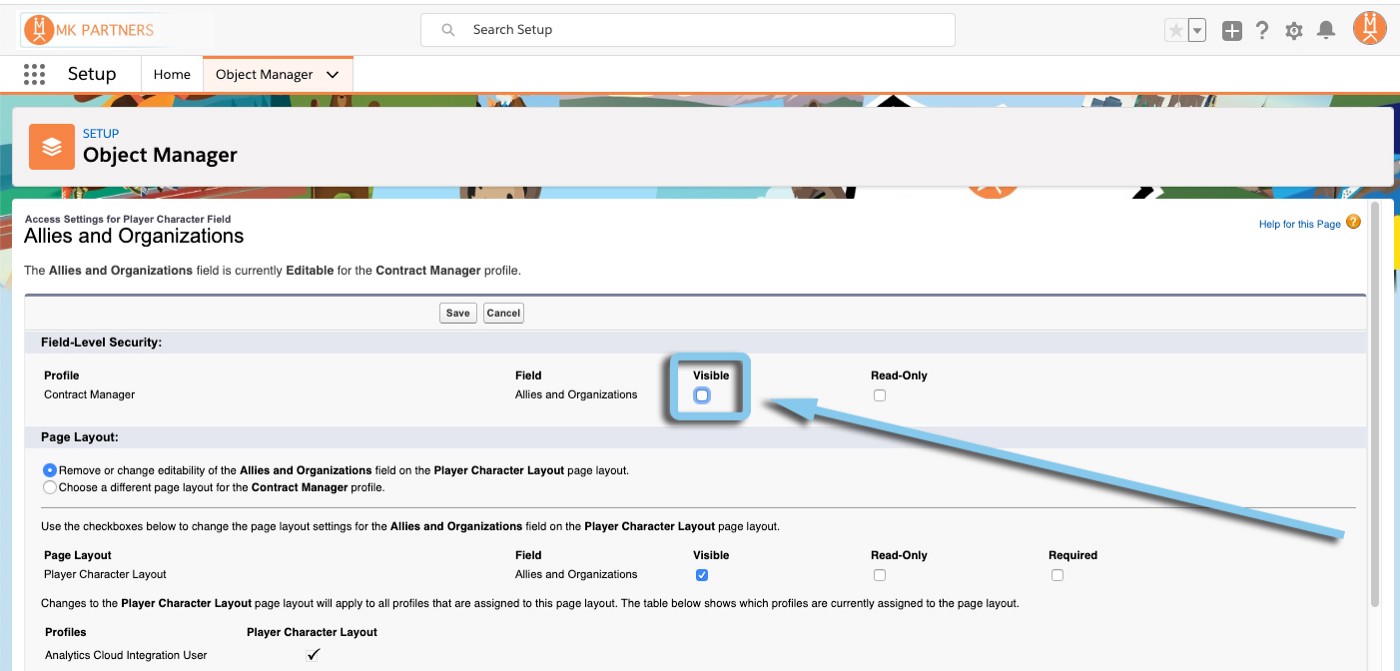 MK PARTNERS
Search Setup
Setup Home Object Manager
SETUP
Object Manager
Access Settings for Player Character Field
Allies and Organizations
Help for this Page
The Allies and Organizations field is currently Editable for the Contract Manager profile.
Save Cancel
Field-Level Security:
Profile Field Visible Read-Only
Contract Manager Allies and Organizations
Page Layout:
Remove or change editability of the Allies and Organizations field on the Player Character Layout page layout.
Choose a different page layout for the Contract Manager profile.
Use the checkboxes below to change the page layout settings for the Allies and Organizations field on the Player Character Layout page layout.
Page Layout Field Visible Read-Only Required
Player Character Layout Allies and Organizations
Changes to the Player Character Layout page layout will apply to all profiles that are assigned to this page layout. The table below shows which profiles are currently assigned to the page layout.
Profiles Player Character Layout
Analytics Cloud Integration User